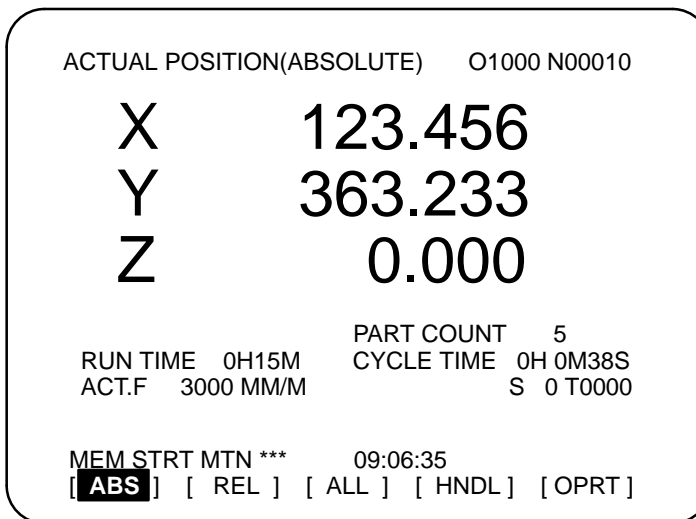 ACTUAL POSITION(ABSOLUTE) O1000 N00010
X 123.456
Y 363.233
Z 0.000
PART COUNT 5
RUN TIME 0H15M CYCLE TIME 0H 0M38S
ACT.F 3000 MM/M S 0 T0000
MEM STRT MTN *** 09:06:35
[ ABS ] [ REL ] [ ALL ] [ HNDL ] [ OPRT ]